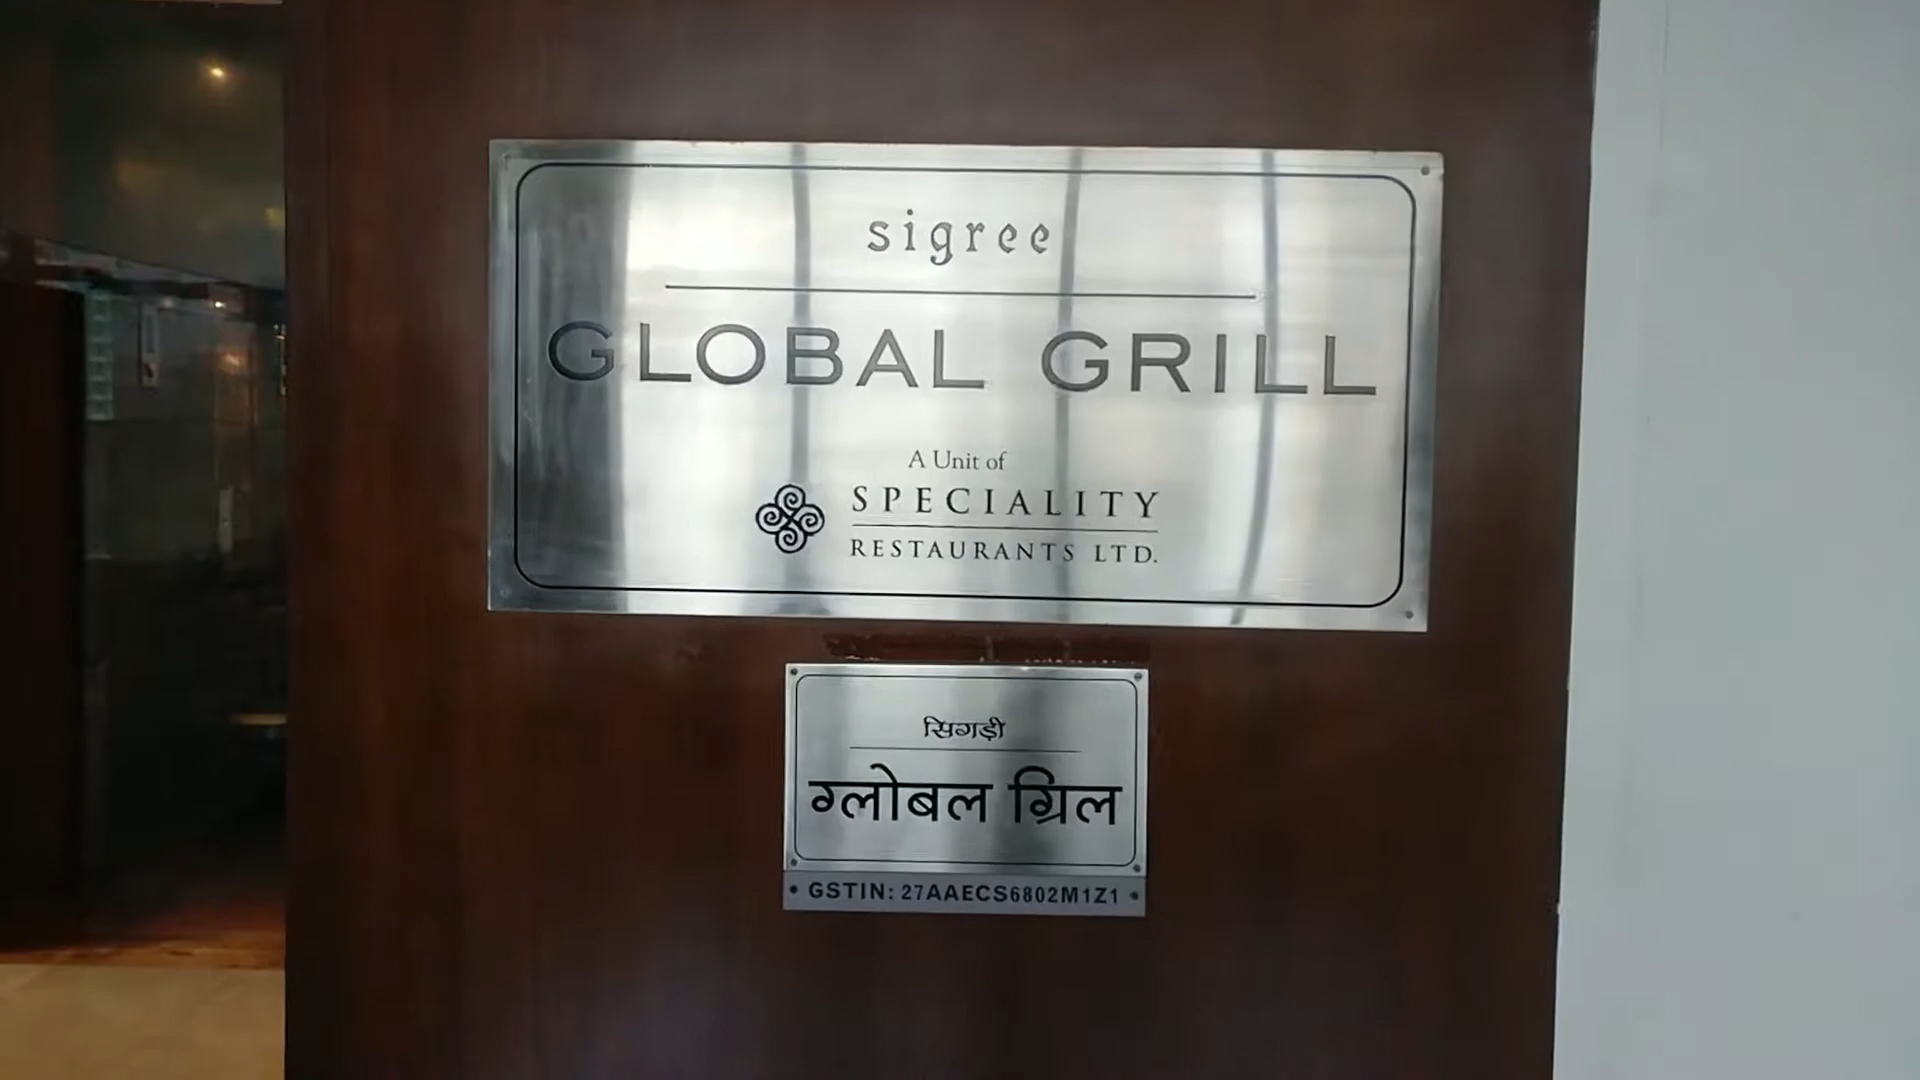 sigree
GLOBAL GRILL
A Unit of
SPECIALITY
RESTAURANTS LTD.
सिगड़ी
ग्लोबल ग्रिल
GSTIN: 27AAECS6802M1Z1